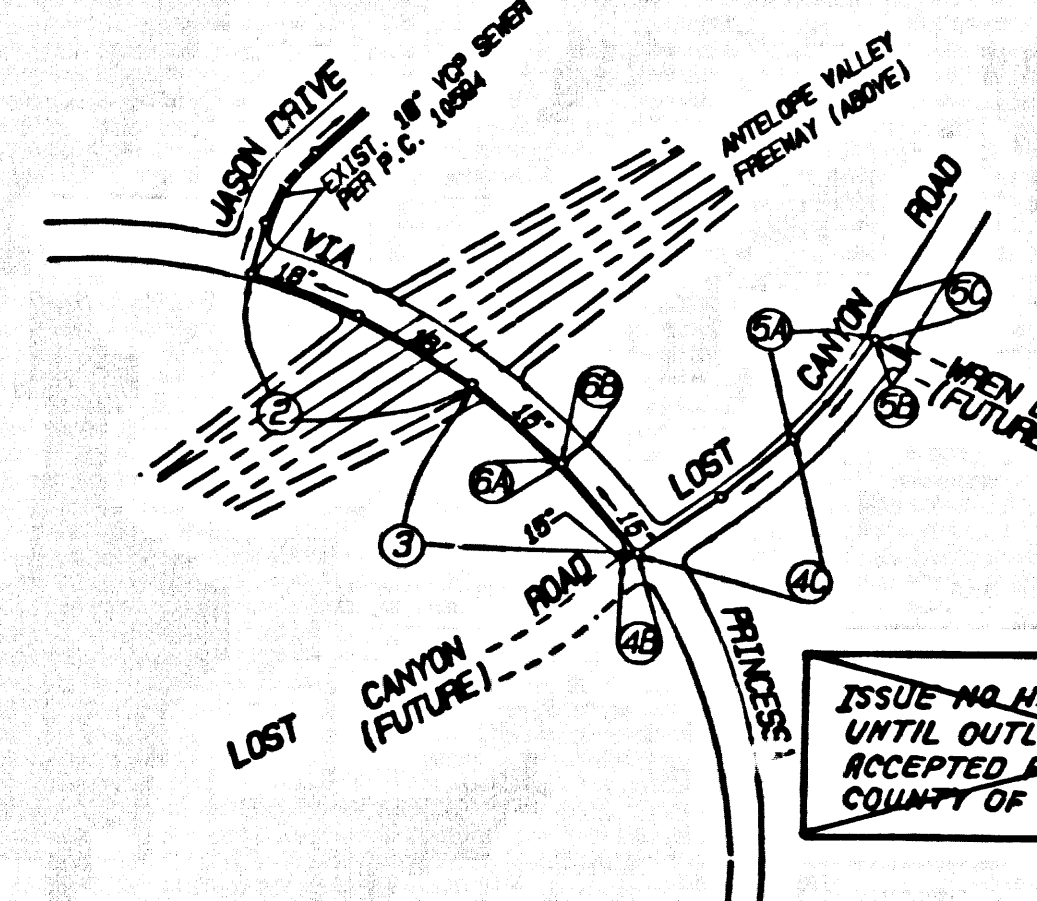 JASON DRIVE
EXIST. 18" VCP SEWER
PER P.C. 10594
ANTELOPE VALLEY
FREEWAY (ABOVE)
ROAD
VIA
18"
18"
15"
15"
15"
CANYON
LOST
5A
5C
5B
WREN
(FUTURE
2
6B
6A
3
4C
4B
ROAD
CANYON
(FUTURE)
LOST
PRINCESSA
ISSUE NO H
UNTIL OUTL
ACCEPTED
COUNTY OF